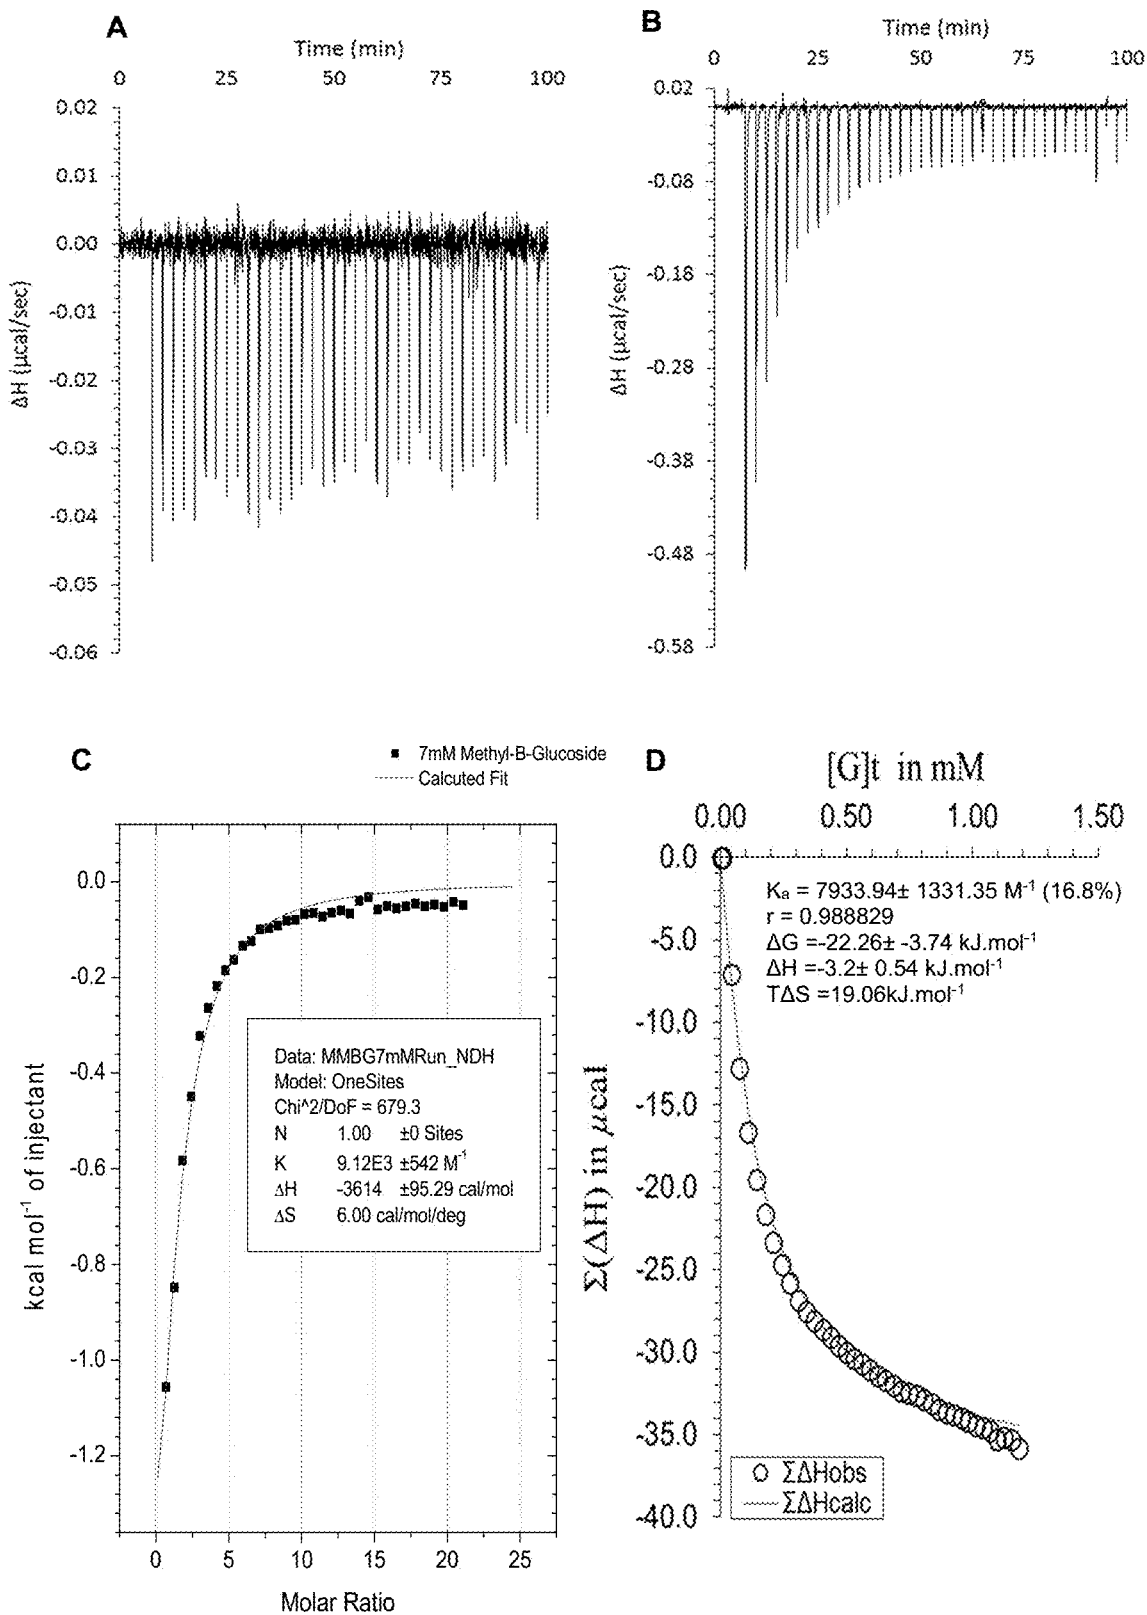 A
Time (min)
0 25 50 75 100
0.02
0.01
0.00
-0.01
-0.02
-0.03
-0.04
-0.05
-0.06
ΔH (µcal/sec)
B
Time (min)
0 25 50 75 100
0.02
-0.08
-0.18
-0.28
-0.38
-0.48
-0.58
ΔH (µcal/sec)
C
7mM Methyl-B-Glucoside
Calcuted Fit
0.0
-0.2
-0.4
-0.6
-0.8
-1.0
-1.2
kcal mol⁻¹ of injectant
Data: MMBG7mMRun_NDH
Model: OneSites
Chi^2/DoF = 679.3
N 1.00 ±0 Sites
K 9.12E3 ±542 M⁻¹
ΔH -3614 ±95.29 cal/mol
ΔS 6.00 cal/mol/deg
0 5 10 15 20 25
Molar Ratio
D
[G]t in mM
0.00 0.50 1.00 1.50
0.0
-5.0
-10.0
-15.0
-20.0
-25.0
-30.0
-35.0
-40.0
Σ(ΔH) in µcal
Kₐ = 7933.94± 1331.35 M⁻¹ (16.8%)
r = 0.988829
ΔG =-22.26± -3.74 kJ.mol⁻¹
ΔH =-3.2± 0.54 kJ.mol⁻¹
TΔS =19.06kJ.mol⁻¹
ΣΔHobs
ΣΔHcalc